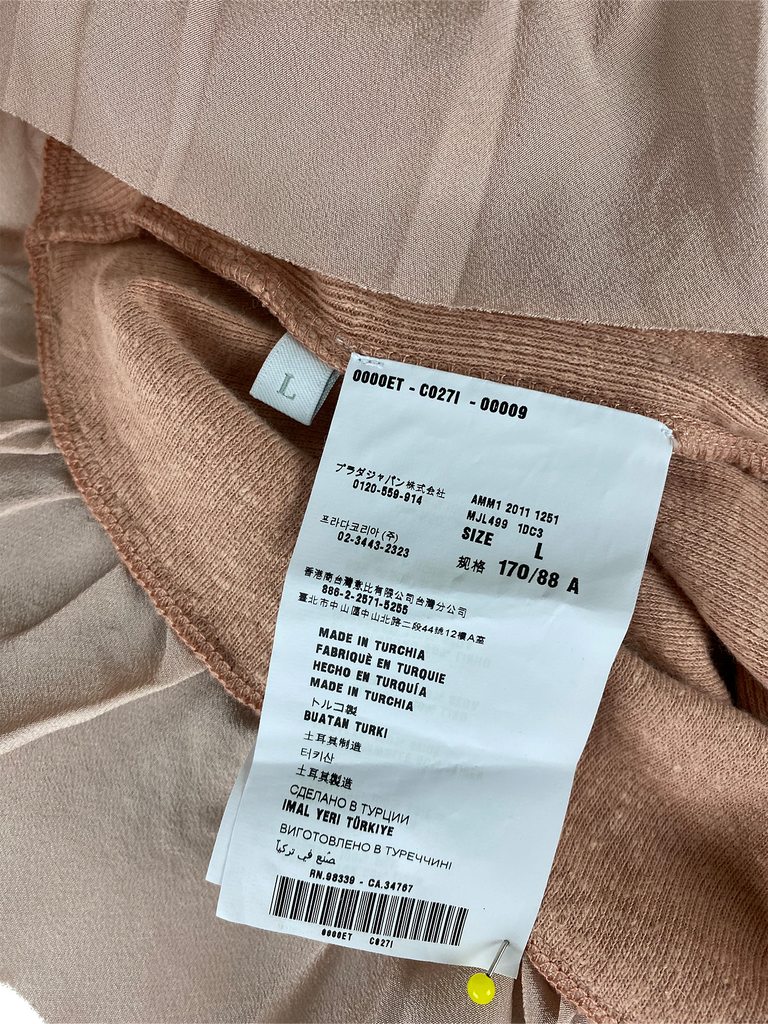 L
0000ET - C027I - 00009
プラダジャパン株式会社
0120-559-914
AMM1 2011 1251
MJL499 1DC3
SIZE L
规格 170/88 A
프라다코리아 (주)
02-3443-2323
香港商台灣惫比有限公司台灣分公司
886-2-2571-5255
臺北市中山區中山北路二段44號12樓A室
MADE IN TURCHIA
FABRIQUÈ EN TURQUIE
HECHO EN TURQUÍA
MADE IN TURCHIA
トルコ製
BUATAN TURKI
土耳其制造
터키산
土耳其製造
СДЕЛАНО В ТУРЦИИ
IMAL YERI TÜRKIYE
ВИГОТОВЛЕНО В ТУРЕЧЧИНІ
صُنع في تركيا
RN.98339 - CA.34767
0000ET C027I